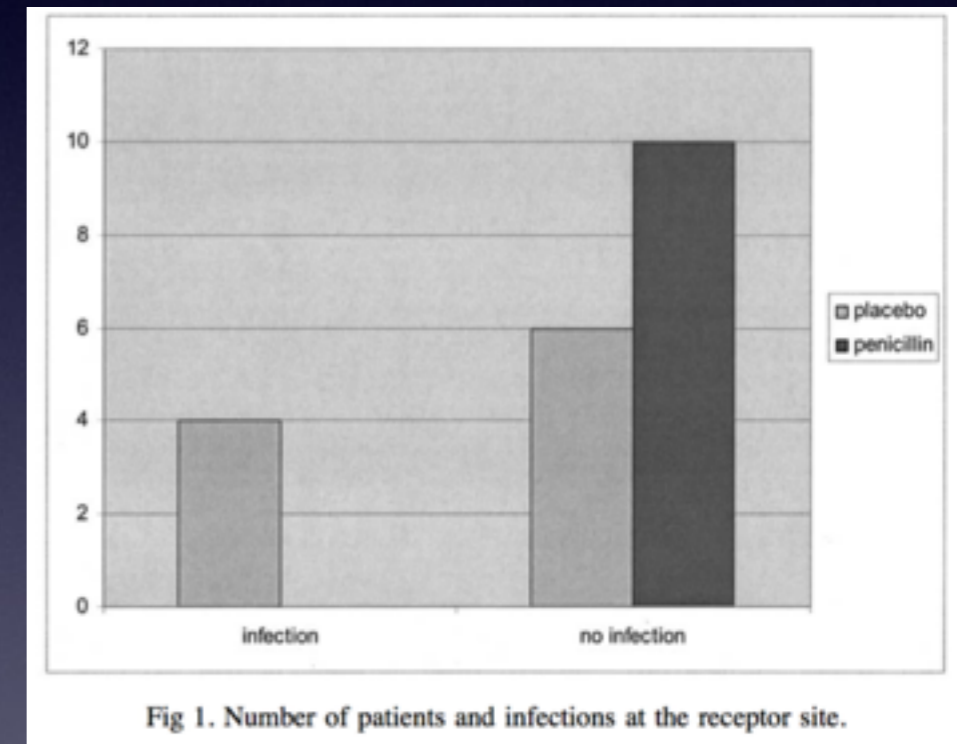 12
10
8
6
4
2
0
infection no infection
placebo
penicillin
Fig 1. Number of patients and infections at the receptor site.